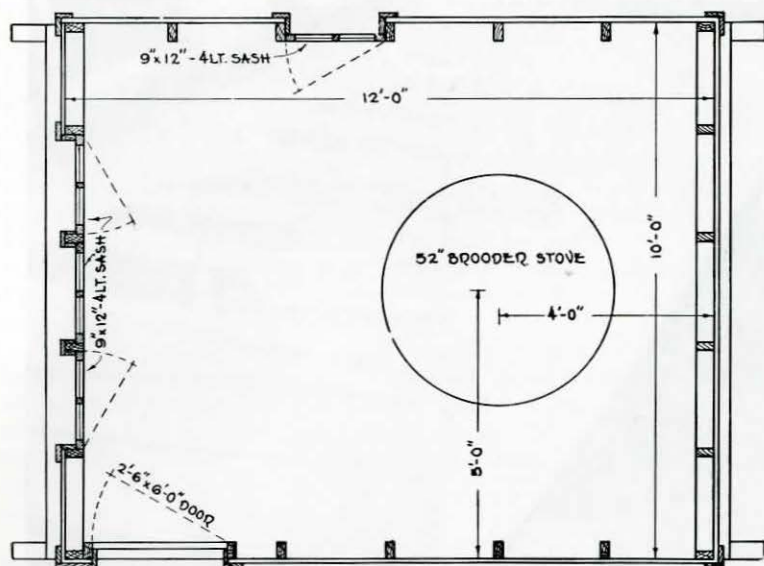 9"x12"-4LT. SASH
12'-0"
9"x12"-4LT. SASH
52" BROODER STOVE
10'-0"
4'-0"
5'-0"
2'-6"x6'-0" DOOR